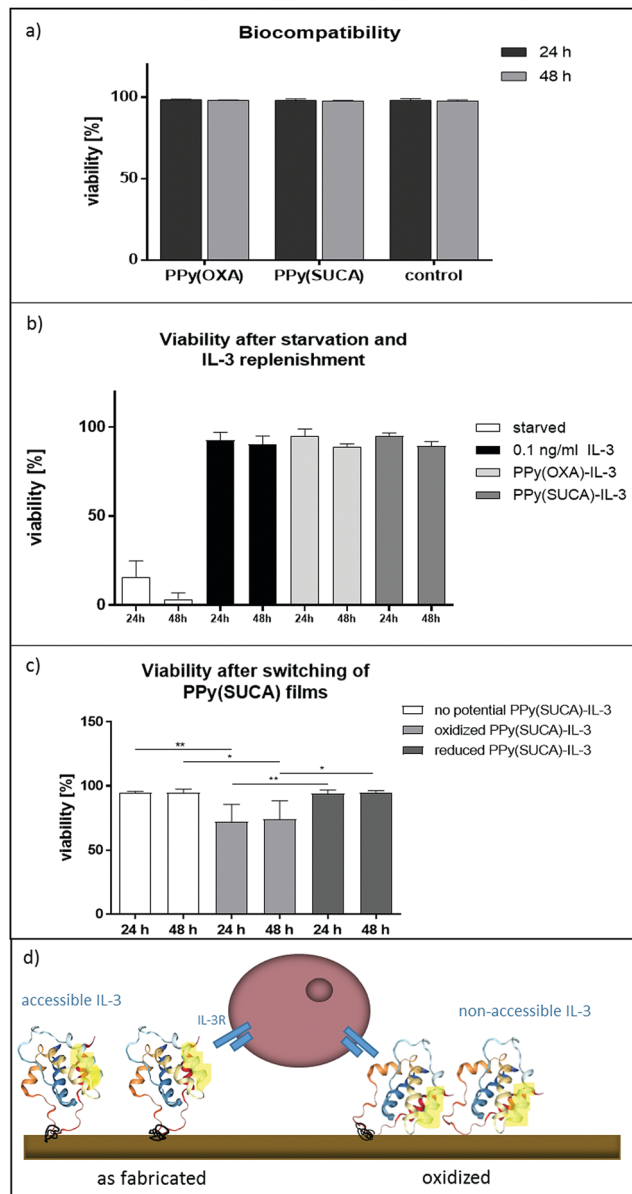 a)
Biocompatibility
24 h
48 h
viability [%]
100
50
0
PPy(OXA) PPy(SUCA) control
b)
Viability after starvation and
IL-3 replenishment
viability [%]
100
50
0
starved
0.1 ng/ml IL-3
PPy(OXA)-IL-3
PPy(SUCA)-IL-3
24h 48h 24h 48h 24h 48h 24h 48h
c)
Viability after switching of
PPy(SUCA) films
viability [%]
150
100
50
0
no potential PPy(SUCA)-IL-3
oxidized PPy(SUCA)-IL-3
reduced PPy(SUCA)-IL-3
**
*
*
**
24 h 48 h 24 h 48 h 24 h 48 h
d)
accessible IL-3
IL-3R
non-accessible IL-3
as fabricated
oxidized